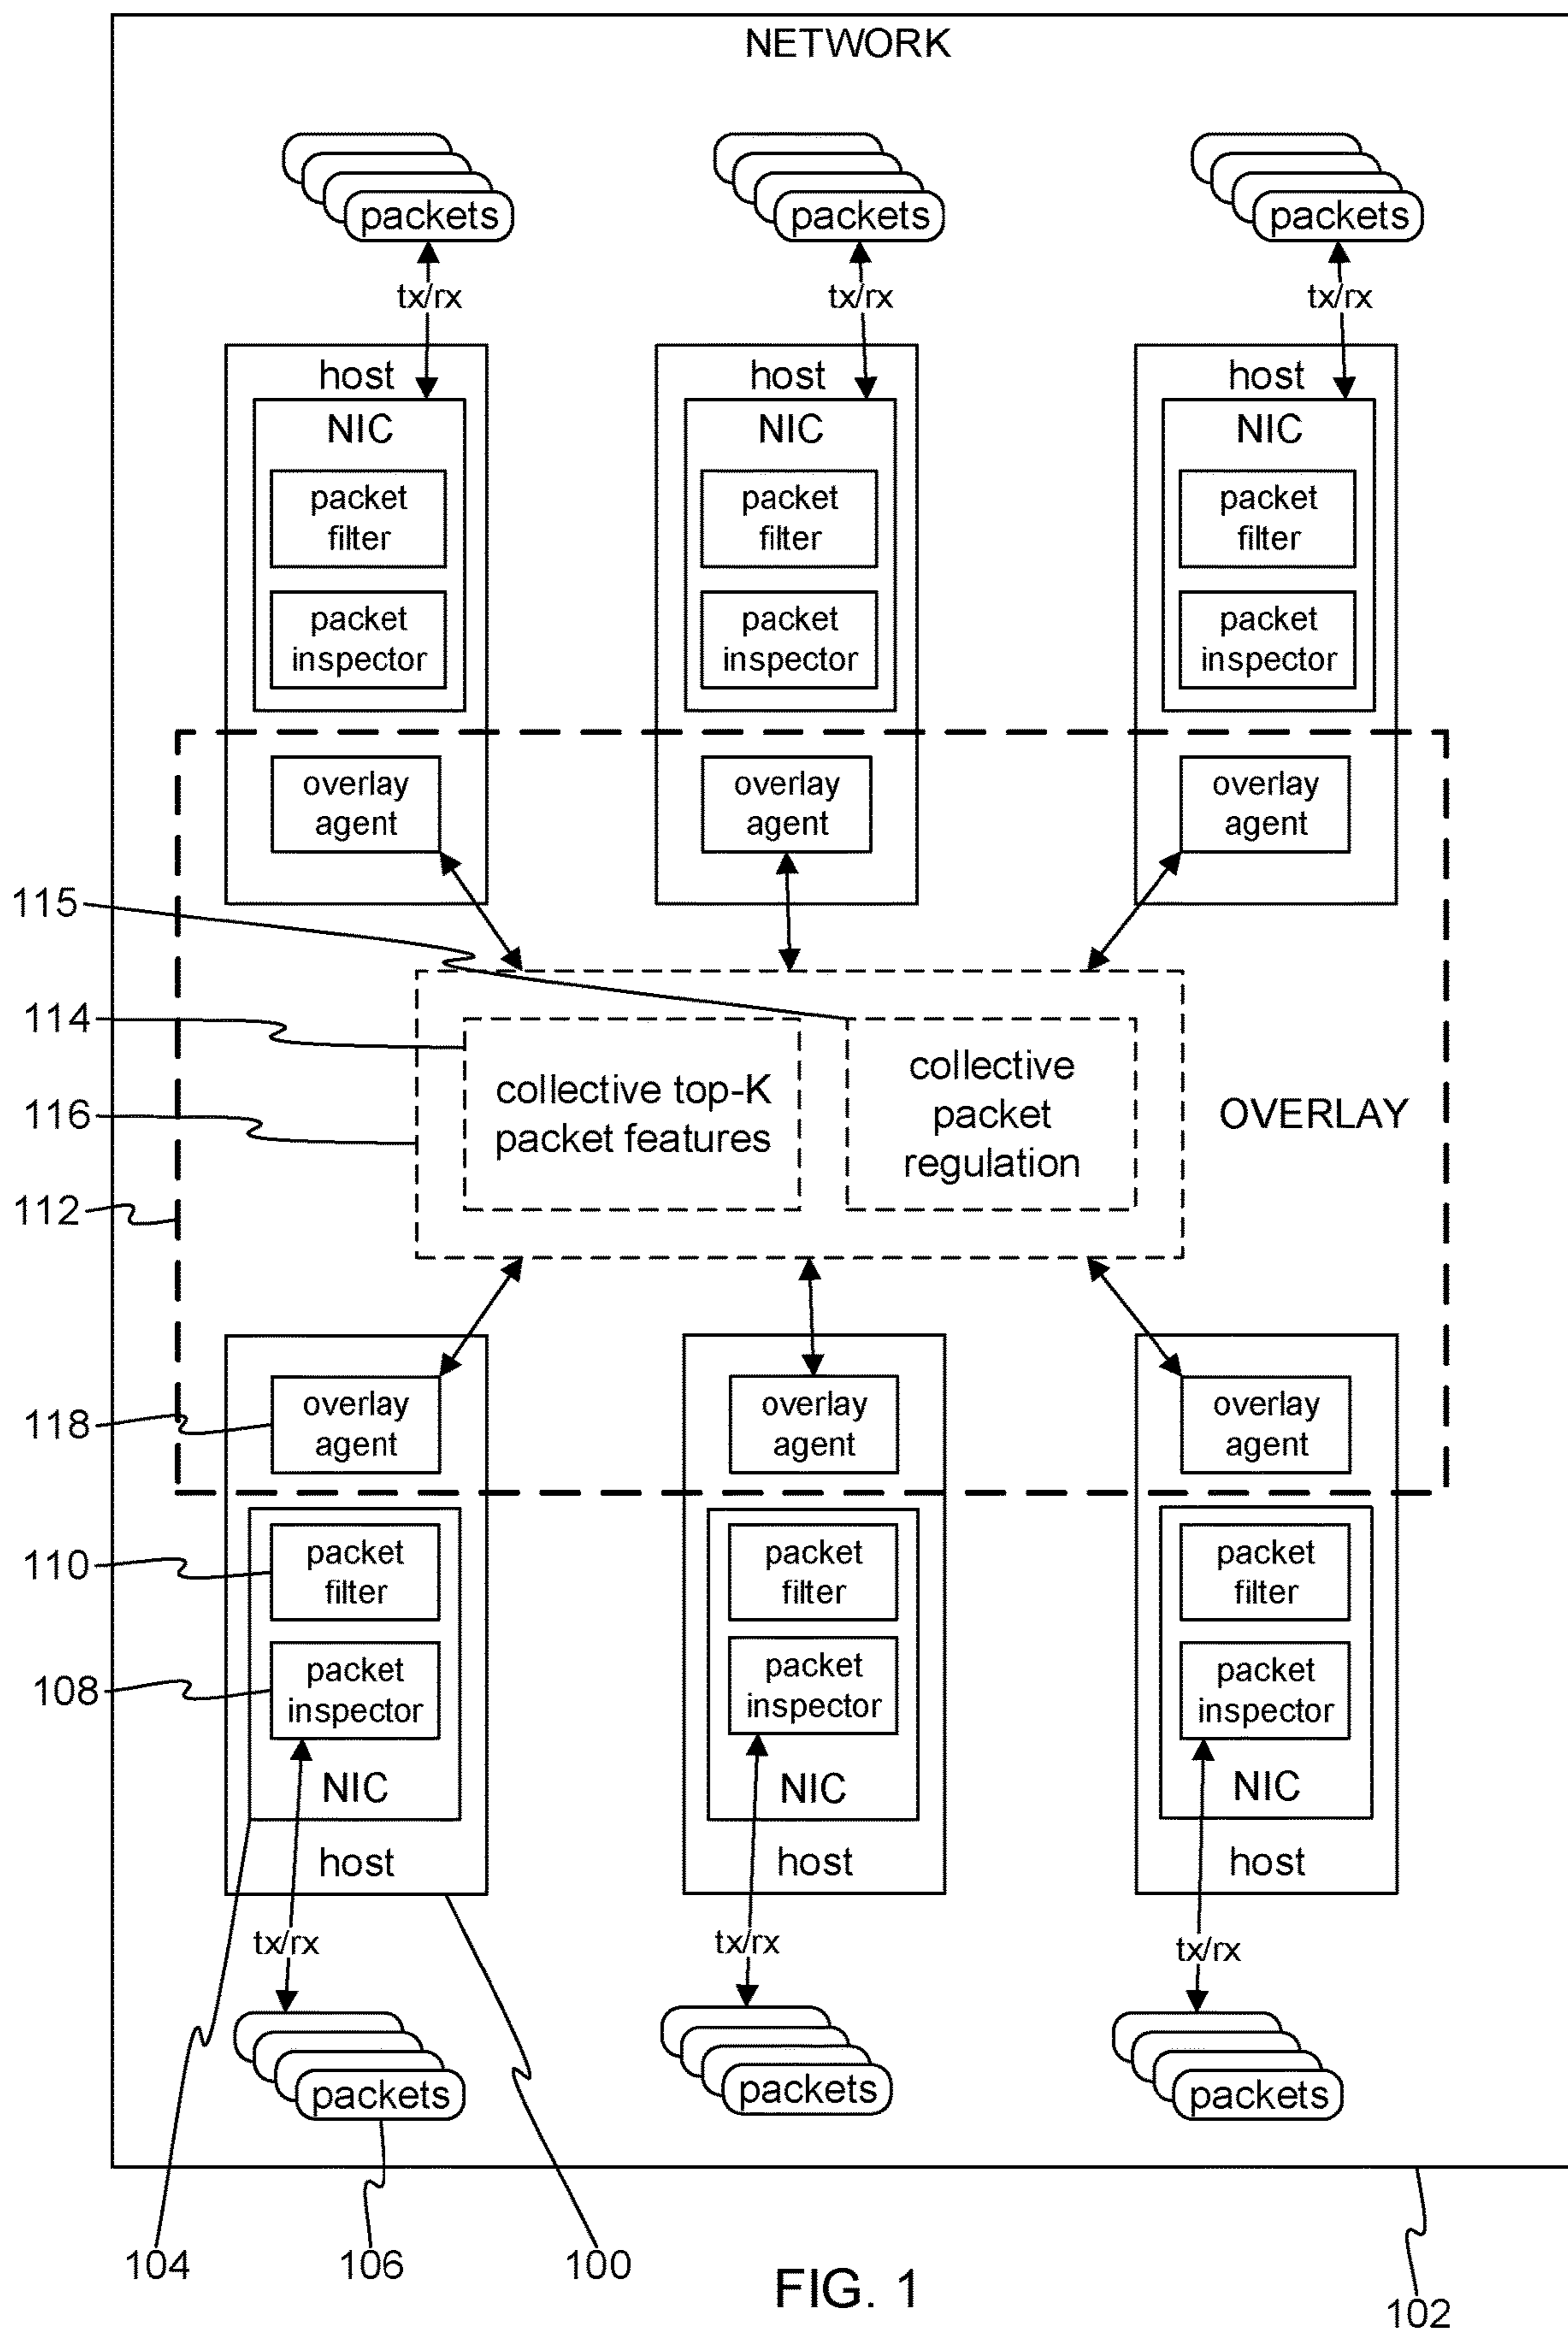 NETWORK
packets
packets
packets
tx/rx
tx/rx
tx/rx
host
host
host
NIC
NIC
NIC
packet
filter
packet
filter
packet
filter
packet
inspector
packet
inspector
packet
inspector
overlay
agent
overlay
agent
overlay
agent
115
114
116
112
collective top-K
packet features
collective
packet
regulation
OVERLAY
118
overlay
agent
overlay
agent
overlay
agent
110
packet
filter
packet
filter
packet
filter
108
packet
inspector
packet
inspector
packet
inspector
NIC
NIC
NIC
host
host
host
tx/rx
tx/rx
tx/rx
packets
packets
packets
104
106
100
FIG. 1
102